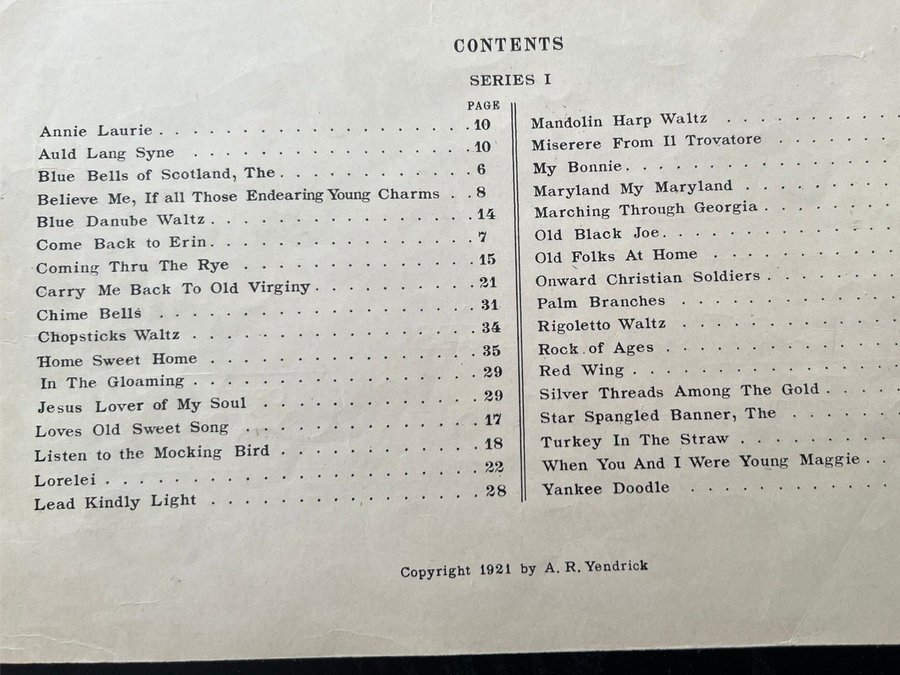 CONTENTS
SERIES I
PAGE
Annie Laurie . . . . . . . . . . . . . . . . . 10
Auld Lang Syne . . . . . . . . . . . . . . . 10
Blue Bells of Scotland, The . . . . . . . . . . 6
Believe Me, If all Those Endearing Young Charms . . 8
Blue Danube Waltz . . . . . . . . . . . . . . 14
Come Back to Erin . . . . . . . . . . . . . . 7
Coming Thru The Rye . . . . . . . . . . . . 15
Carry Me Back To Old Virginy . . . . . . . . . 21
Chime Bells . . . . . . . . . . . . . . . . . 31
Chopsticks Waltz . . . . . . . . . . . . . . . 34
Home Sweet Home . . . . . . . . . . . . . . 35
In The Gloaming . . . . . . . . . . . . . . . 29
Jesus Lover of My Soul . . . . . . . . . . . . 29
Loves Old Sweet Song . . . . . . . . . . . . 17
Listen to the Mocking Bird . . . . . . . . . . 18
Lorelei . . . . . . . . . . . . . . . . . . . 22
Lead Kindly Light . . . . . . . . . . . . . . 28
Mandolin Harp Waltz . . . . . . . .
Miserere From Il Trovatore . . . . . .
My Bonnie . . . . . . . . . . . . .
Maryland My Maryland . . . . . . .
Marching Through Georgia . . . . . .
Old Black Joe . . . . . . . . . . .
Old Folks At Home . . . . . . . . .
Onward Christian Soldiers . . . . . .
Palm Branches . . . . . . . . . . .
Rigoletto Waltz . . . . . . . . . . .
Rock of Ages . . . . . . . . . . . .
Red Wing . . . . . . . . . . . . .
Silver Threads Among The Gold . . . .
Star Spangled Banner, The . . . . . .
Turkey In The Straw . . . . . . . .
When You And I Were Young Maggie . .
Yankee Doodle . . . . . . . . . . .
Copyright 1921 by A. R. Yendrick